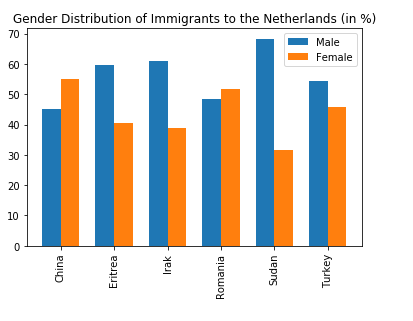 Gender Distribution of Immigrants to the Netherlands (in %)
Male
Female
70
60
50
40
30
20
10
0
China
Eritrea
Irak
Romania
Sudan
Turkey